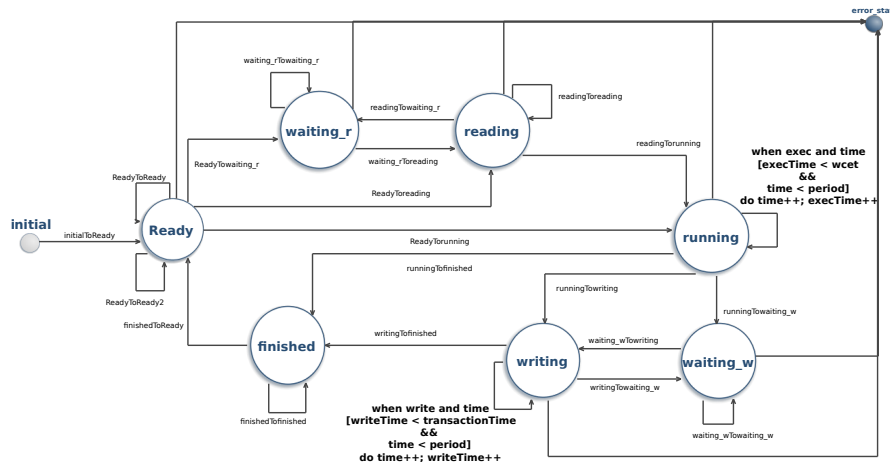 error_sta
waiting_rTowaiting_r
readingTowaiting_r
readingToreading
waiting_r
reading
readingTorunning
waiting_rToreading
ReadyTowaiting_r
when exec and time
[execTime < wcet
&&
time < period]
do time++; execTime++
ReadyToReady
ReadyToreading
initial
initialToReady
Ready
running
ReadyTorunning
runningTofinished
ReadyToReady2
runningTowriting
runningTowaiting_w
finishedToReady
writingTofinished
waiting_wTowriting
finished
writing
waiting_w
writingTowaiting_w
finishedTofinished
when write and time
[writeTime < transactionTime
&&
time < period]
do time++; writeTime++
waiting_wTowaiting_w